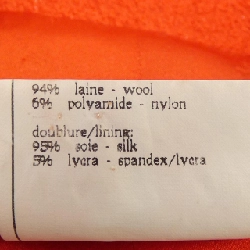 94% laine - wool
6% polyamide - nylon
doublure/lining:
95% soie - silk
5% lycra - spandex/lycra